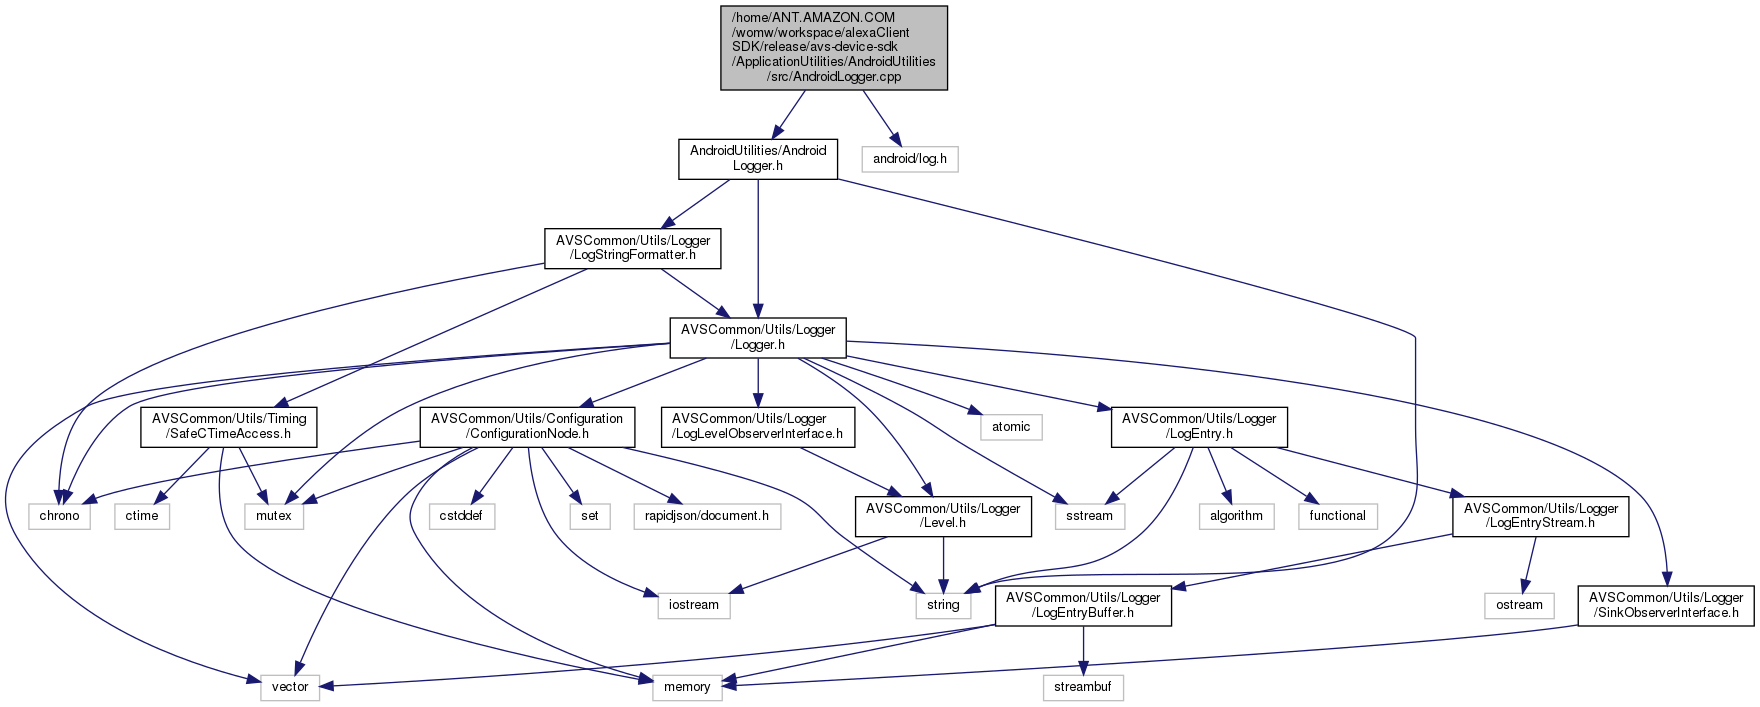 /home/ANT.AMAZON.COM
/womw/workspace/alexaClient
SDK/release/avs-device-sdk
/ApplicationUtilities/AndroidUtilities
/src/AndroidLogger.cpp
AndroidUtilities/Android
Logger.h
android/log.h
AVSCommon/Utils/Logger
/LogStringFormatter.h
AVSCommon/Utils/Logger
/Logger.h
AVSCommon/Utils/Timing
/SafeCTimeAccess.h
AVSCommon/Utils/Configuration
/ConfigurationNode.h
AVSCommon/Utils/Logger
/LogLevelObserverInterface.h
atomic
AVSCommon/Utils/Logger
/LogEntry.h
chrono
ctime
mutex
cstddef
set
rapidjson/document.h
AVSCommon/Utils/Logger
/Level.h
sstream
algorithm
functional
AVSCommon/Utils/Logger
/LogEntryStream.h
iostream
string
AVSCommon/Utils/Logger
/LogEntryBuffer.h
ostream
AVSCommon/Utils/Logger
/SinkObserverInterface.h
vector
memory
streambuf